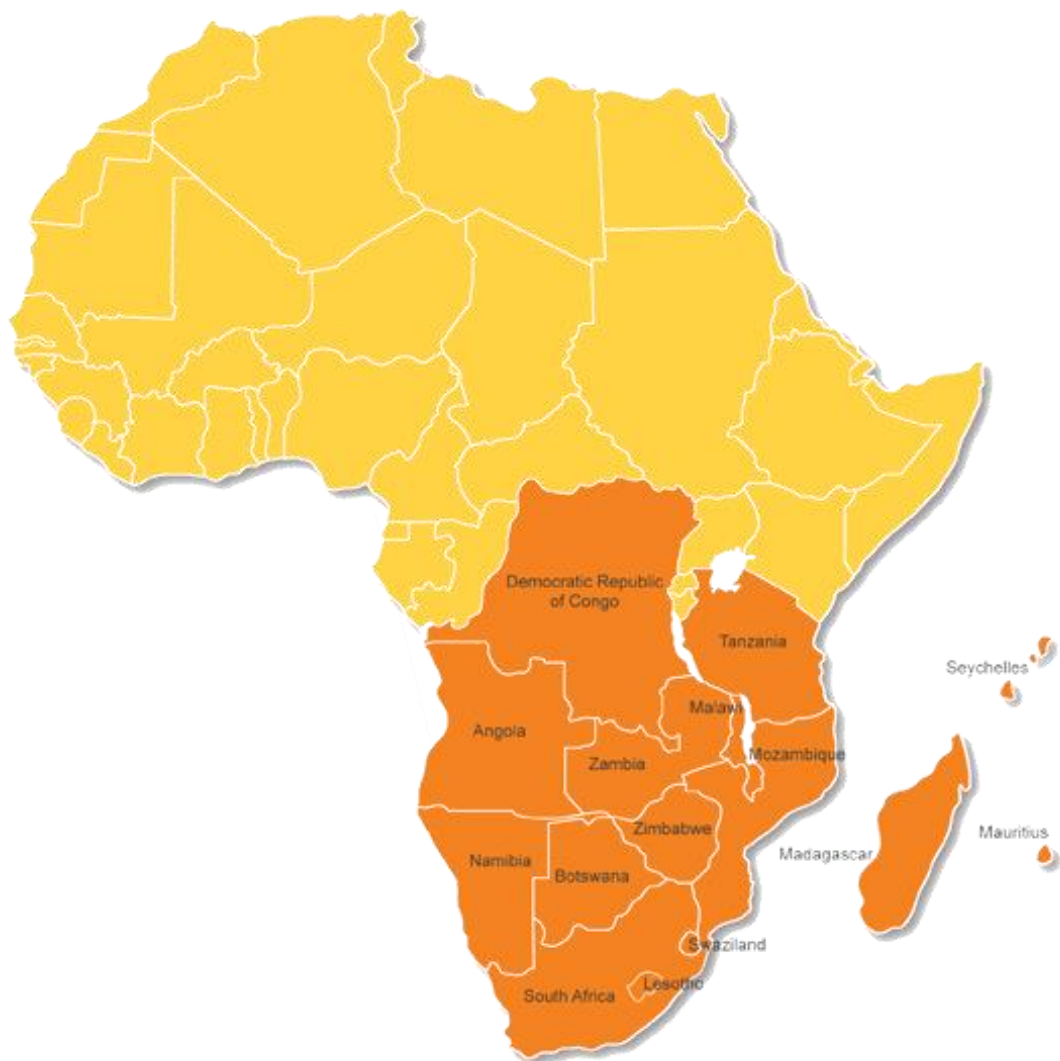 Democratic Republic
of Congo
Tanzania
Seychelles
Malawi
Angola
Mozambique
Zambia
Zimbabwe
Mauritius
Madagascar
Namibia
Botswana
Swaziland
Lesotho
South Africa